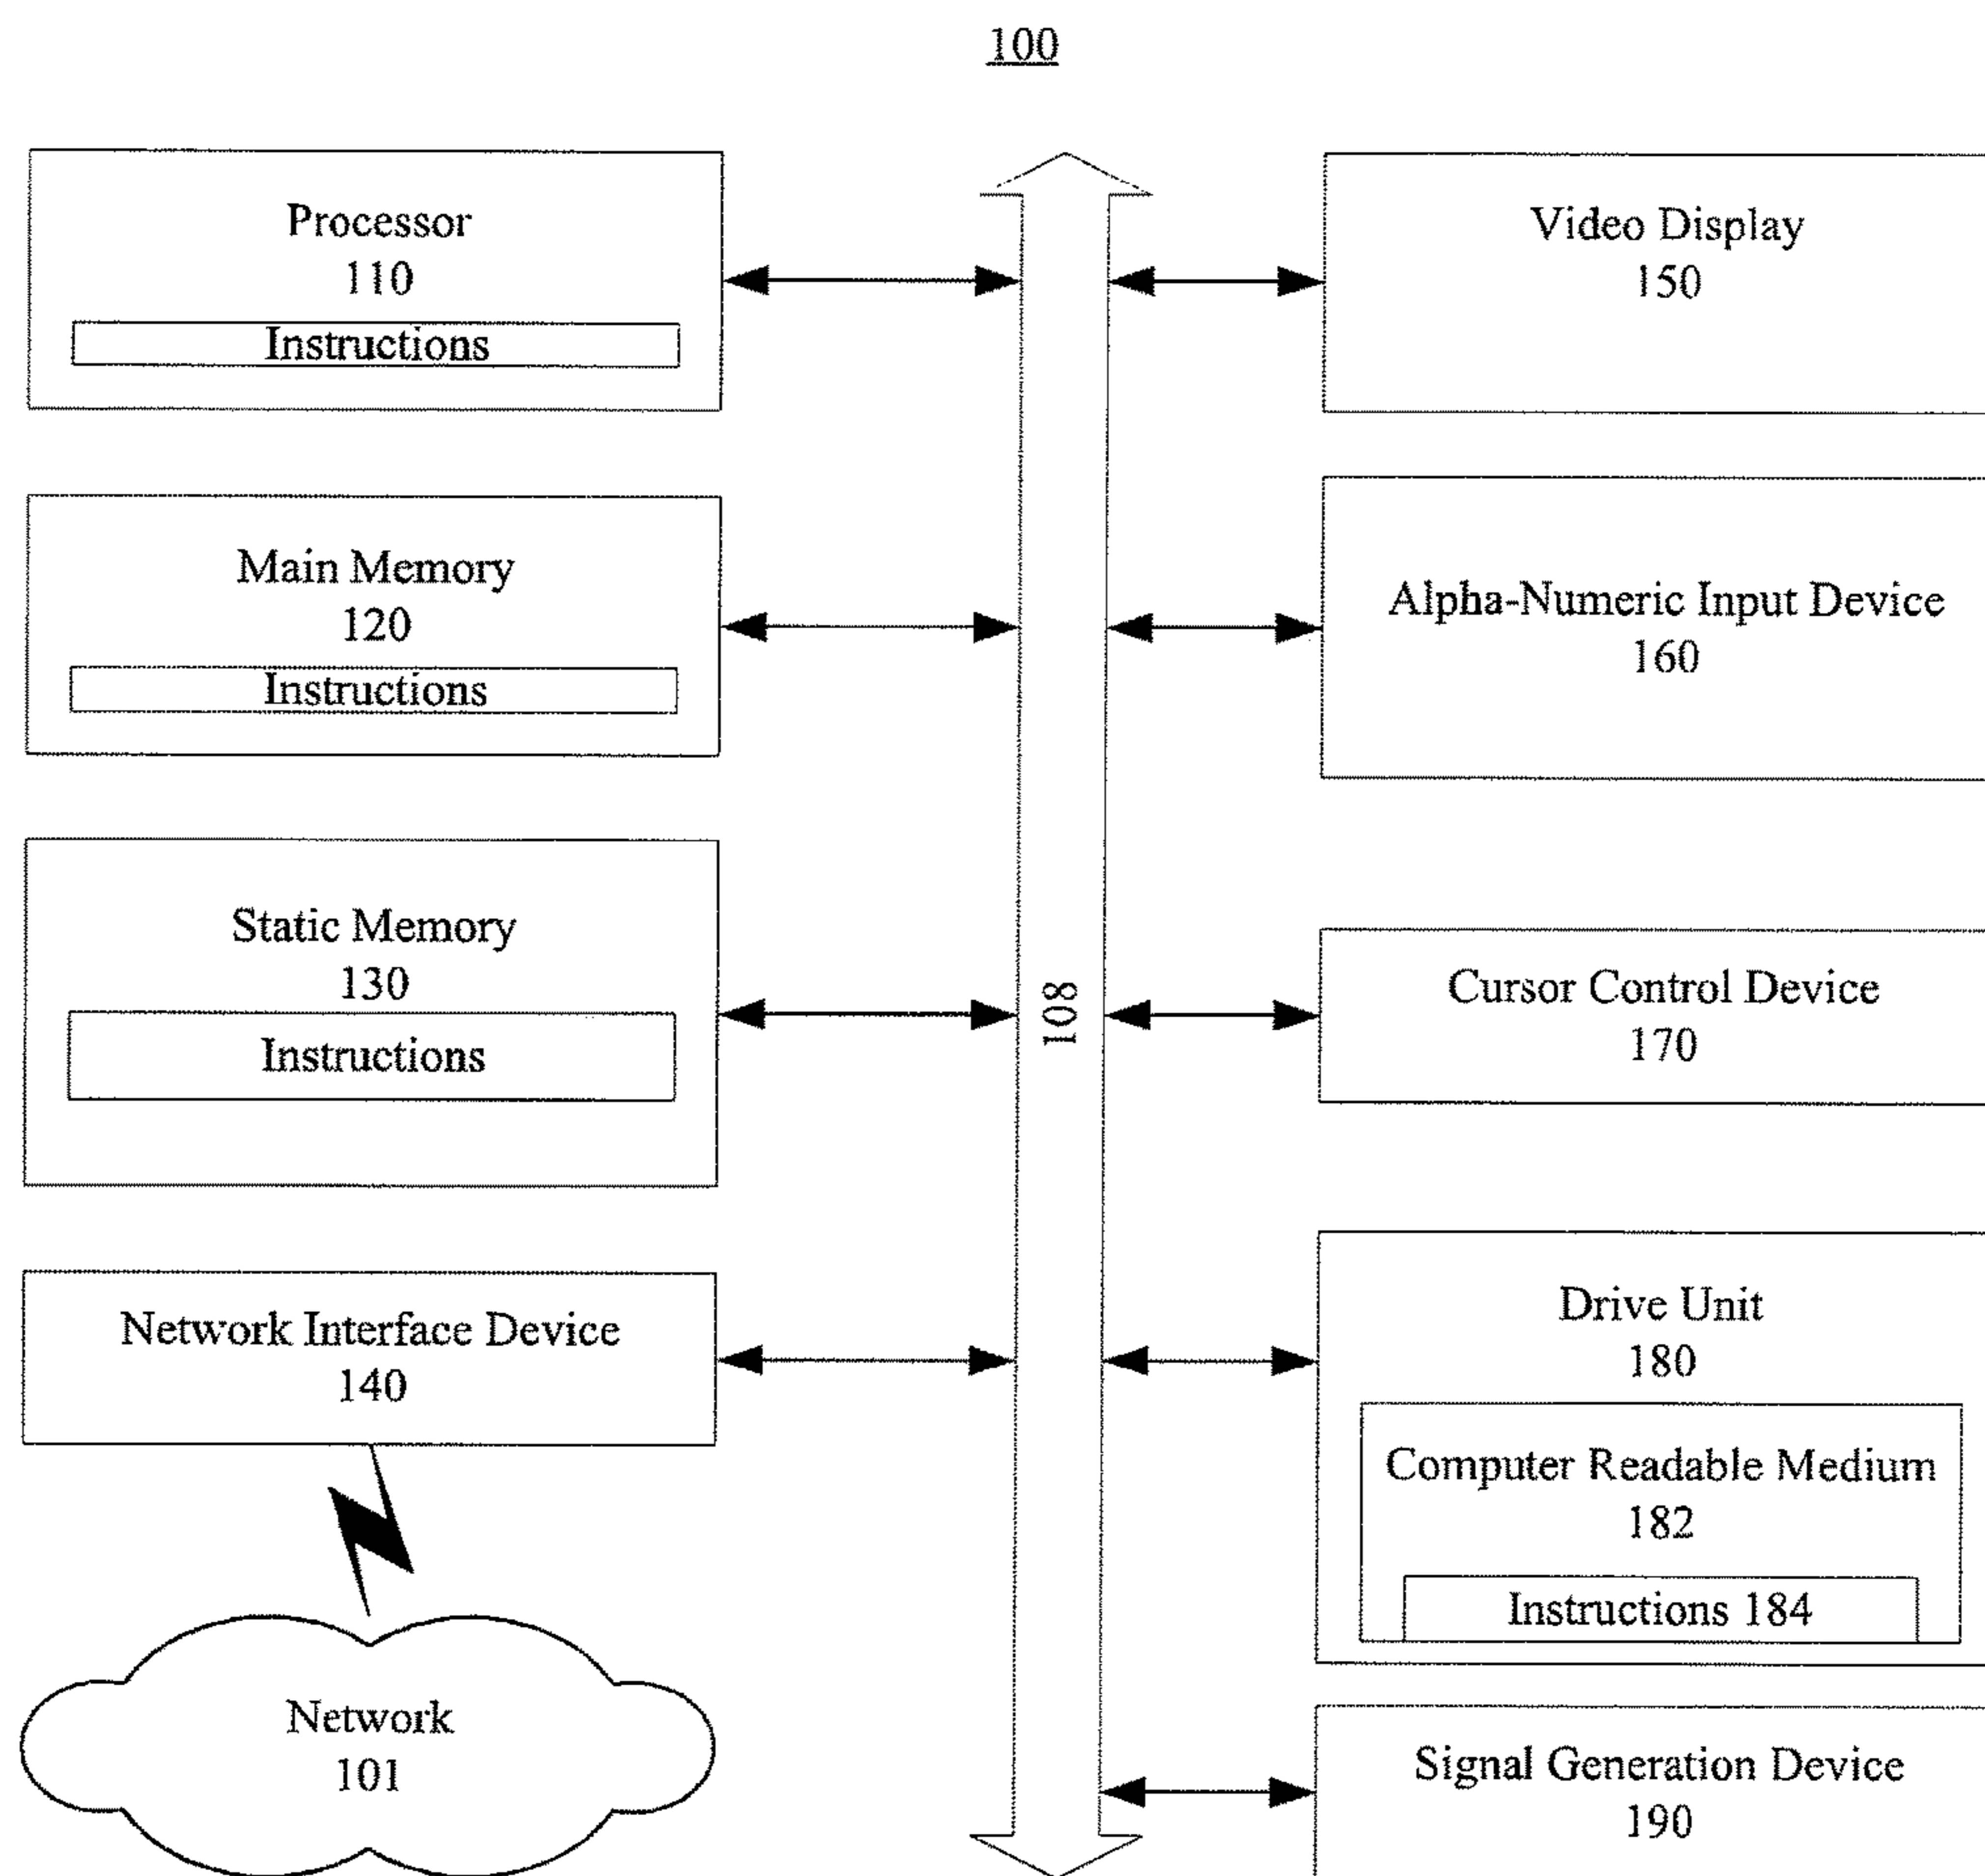 100
Processor
110
Instructions
Main Memory
120
Instructions
Static Memory
130
Instructions
Network Interface Device
140
Network
101
108
Video Display
150
Alpha-Numeric Input Device
160
Cursor Control Device
170
Drive Unit
180
Computer Readable Medium
182
Instructions 184
Signal Generation Device
190